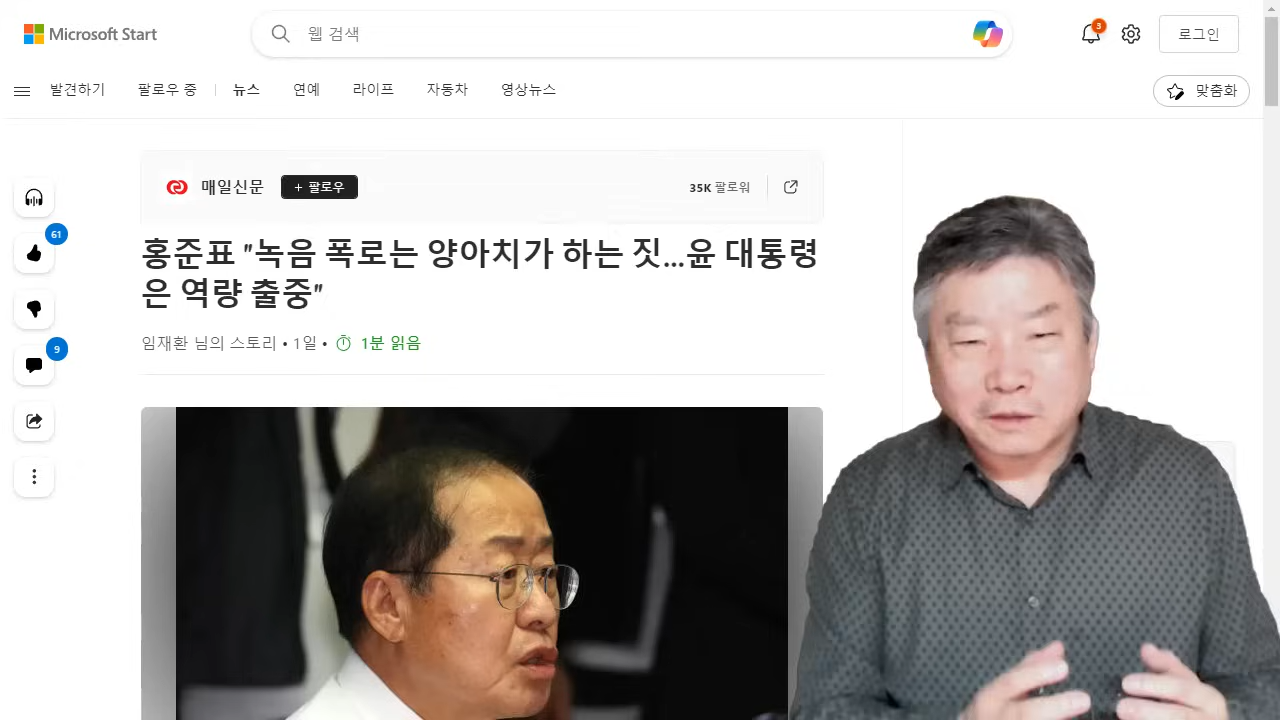 Microsoft Start
웹 검색
3
로그인
발견하기 팔로우 중 뉴스 연예 라이프 자동차 영상뉴스
맞춤화
매일신문 + 팔로우 35K 팔로워
61
홍준표 "녹음 폭로는 양아치가 하는 짓...윤 대통령
은 역량 출중"
임재환 님의 스토리 • 1일 • 1분 읽음
9